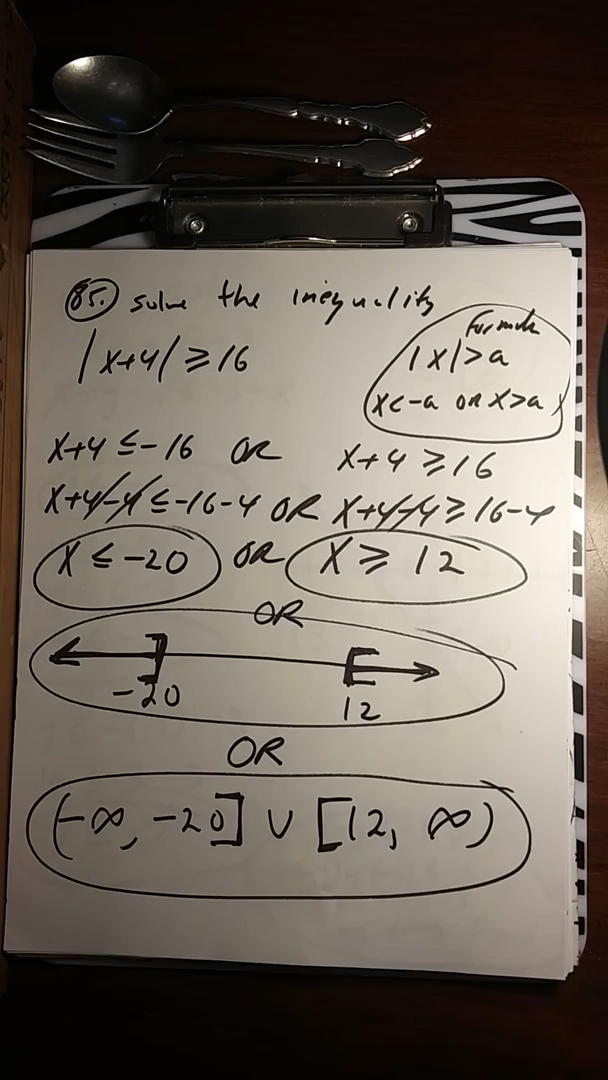 85. solve the inequality
|x+4| ≥ 16
Formula
|x|>a
x<-a OR x>a
x+4 ≤ -16 OR x+4 ≥ 16
x+4-4 ≤ -16-4 OR x+4-4 ≥ 16-4
x ≤ -20 OR x ≥ 12
OR
-20 12
OR
(-∞, -20] ∪ [12, ∞)